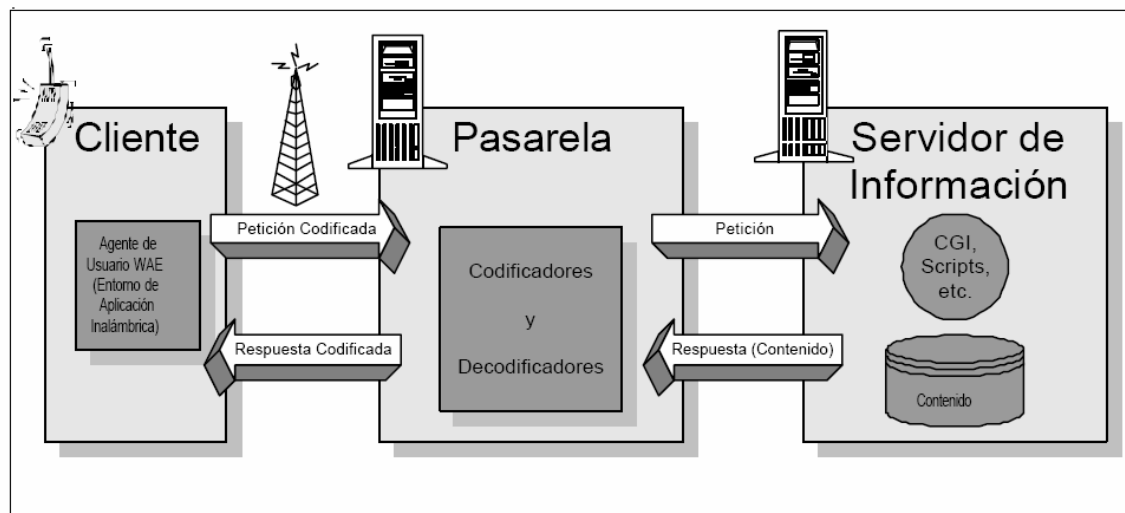 Cliente
Pasarela
Servidor de
Información
Petición Codificada
Petición
Agente de
Usuario WAE
(Entorno de
Aplicación
Inalámbrica)
Codificadores
y
Decodificadores
CGI,
Scripts,
etc.
Respuesta Codificada
Respuesta (Contenido)
Contenido